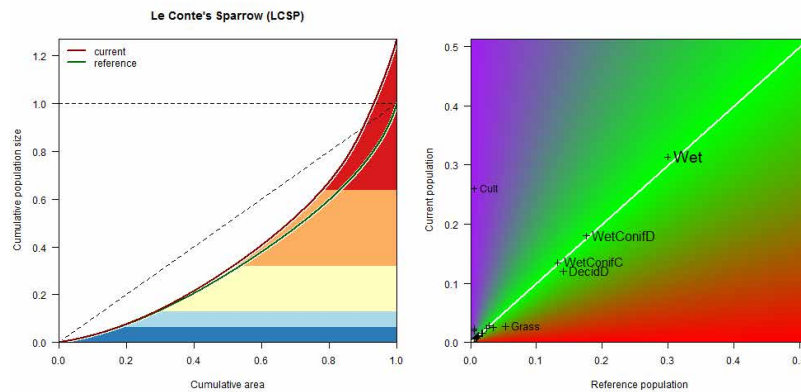 Le Conte's Sparrow (LCSP)
current
reference
Cumulative population size
0.0
0.2
0.4
0.6
0.8
1.0
1.2
0.0 0.2 0.4 0.6 0.8 1.0
Cumulative area
Current population
0.0
0.1
0.2
0.3
0.4
0.5
Wet
Cult
WetConifD
WetConifC
DecidD
Grass
0.0 0.1 0.2 0.3 0.4 0.5
Reference population